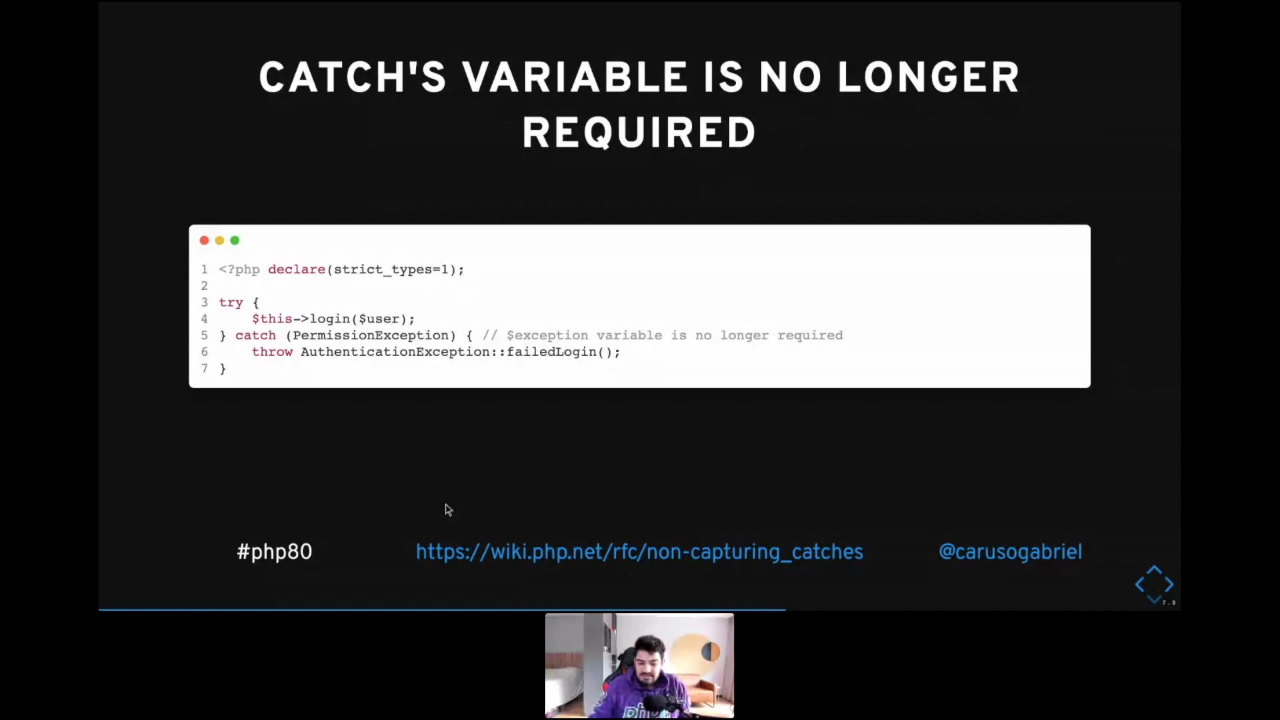 CATCH'S VARIABLE IS NO LONGER
REQUIRED
1 <?php declare(strict_types=1);
2
3 try {
4     $this->login($user);
5 } catch (PermissionException) { // $exception variable is no longer required
6     throw AuthenticationException::failedLogin();
7 }
#php80 https://wiki.php.net/rfc/non-capturing_catches @carusogabriel
7.3